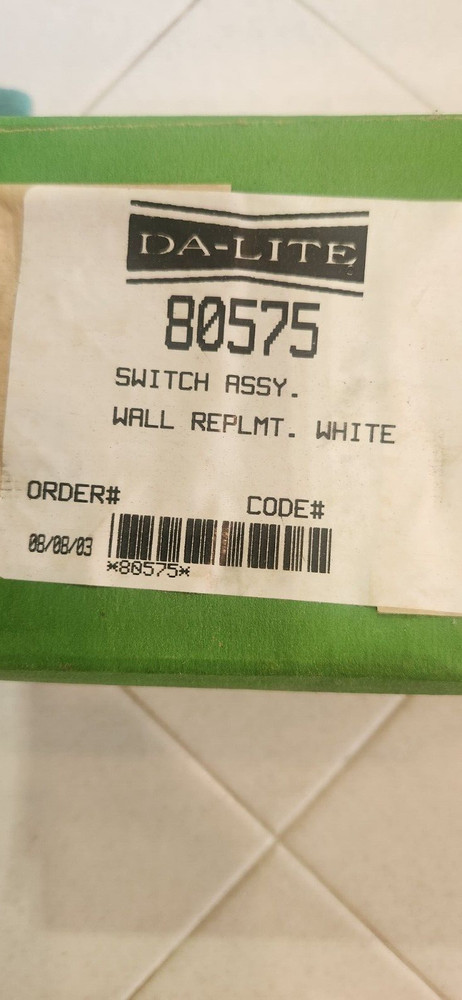 DA-LITE
80575
SWITCH ASSY.
WALL REPLMT. WHITE
ORDER# CODE#
08/08/03
*80575*